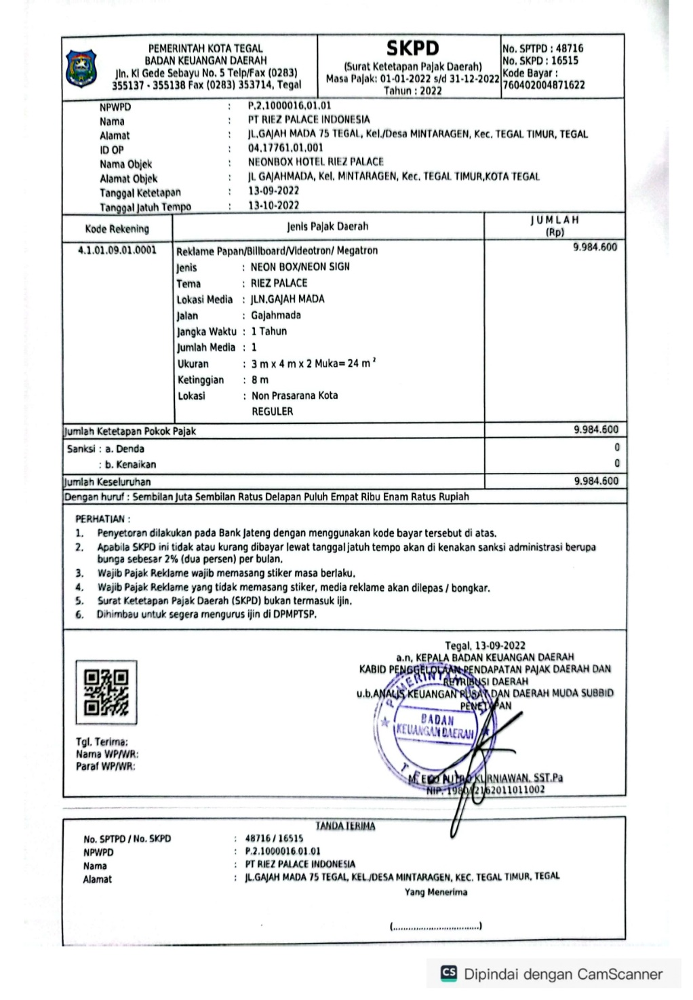 PEMERINTAH KOTA TEGAL
BADAN KEUANGAN DAERAH
Jln. KI Gede Sebayu No. 5 Telp/Fax (0283)
355137 - 355138 Fax (0283) 353714, Tegal
SKPD
(Surat Ketetapan Pajak Daerah)
Masa Pajak: 01-01-2022 s/d 31-12-2022
Tahun : 2022
No. SPTPD : 48716
No. SKPD : 16515
Kode Bayar :
760402004871622
NPWPD : P.2.1000016.01.01
Nama : PT RIEZ PALACE INDONESIA
Alamat : JL.GAJAH MADA 75 TEGAL, Kel./Desa MINTARAGEN, Kec. TEGAL TIMUR, TEGAL
ID OP : 04.17761.01.001
Nama Objek : NEONBOX HOTEL RIEZ PALACE
Alamat Objek : JL GAJAHMADA, Kel. MINTARAGEN, Kec. TEGAL TIMUR,KOTA TEGAL
Tanggal Ketetapan : 13-09-2022
Tanggal Jatuh Tempo : 13-10-2022
Kode Rekening Jenis Pajak Daerah JUMLAH
(Rp)
4.1.01.09.01.0001 Reklame Papan/Billboard/Videotron/ Megatron 9.984.600
Jenis : NEON BOX/NEON SIGN
Tema : RIEZ PALACE
Lokasi Media : JLN.GAJAH MADA
Jalan : Gajahmada
Jangka Waktu : 1 Tahun
Jumlah Media : 1
Ukuran : 3 m x 4 m x 2 Muka= 24 m ²
Ketinggian : 8 m
Lokasi : Non Prasarana Kota
REGULER
Jumlah Ketetapan Pokok Pajak 9.984.600
Sanksi : a. Denda 0
: b. Kenaikan 0
Jumlah Keseluruhan 9.984.600
Dengan huruf : Sembilan Juta Sembilan Ratus Delapan Puluh Empat Ribu Enam Ratus Rupiah
PERHATIAN :
1. Penyetoran dilakukan pada Bank Jateng dengan menggunakan kode bayar tersebut di atas.
2. Apabila SKPD ini tidak atau kurang dibayar lewat tanggal jatuh tempo akan di kenakan sanksi administrasi berupa
bunga sebesar 2% (dua persen) per bulan.
3. Wajib Pajak Reklame wajib memasang stiker masa berlaku.
4. Wajib Pajak Reklame yang tidak memasang stiker, media reklame akan dilepas / bongkar.
5. Surat Ketetapan Pajak Daerah (SKPD) bukan termasuk ijin.
6. Dihimbau untuk segera mengurus ijin di DPMPTSP.
Tegal, 13-09-2022
a.n, KEPALA BADAN KEUANGAN DAERAH
KABID PENGGELOLAAN PENDAPATAN PAJAK DAERAH DAN
RETRIBUSI DAERAH
u.b,ANALIS KEUANGAN PUSAT DAN DAERAH MUDA SUBBID
PENETAPAN
PEMERINTAH KOTA
BADAN
KEUANGAN DAERAH
TEGAL
KURNIAWAN. SST.Pa
Tgl. Terima:
Nama WP/WR:
Paraf WP/WR:
TANDA TERIMA
No. SPTPD / No. SKPD : 48716 / 16515
NPWPD : P.2.1000016.01.01
Nama : PT RIEZ PALACE INDONESIA
Alamat : JL.GAJAH MADA 75 TEGAL, KEL./DESA MINTARAGEN, KEC. TEGAL TIMUR, TEGAL
Yang Menerima
(................................)
CS Dipindai dengan CamScanner